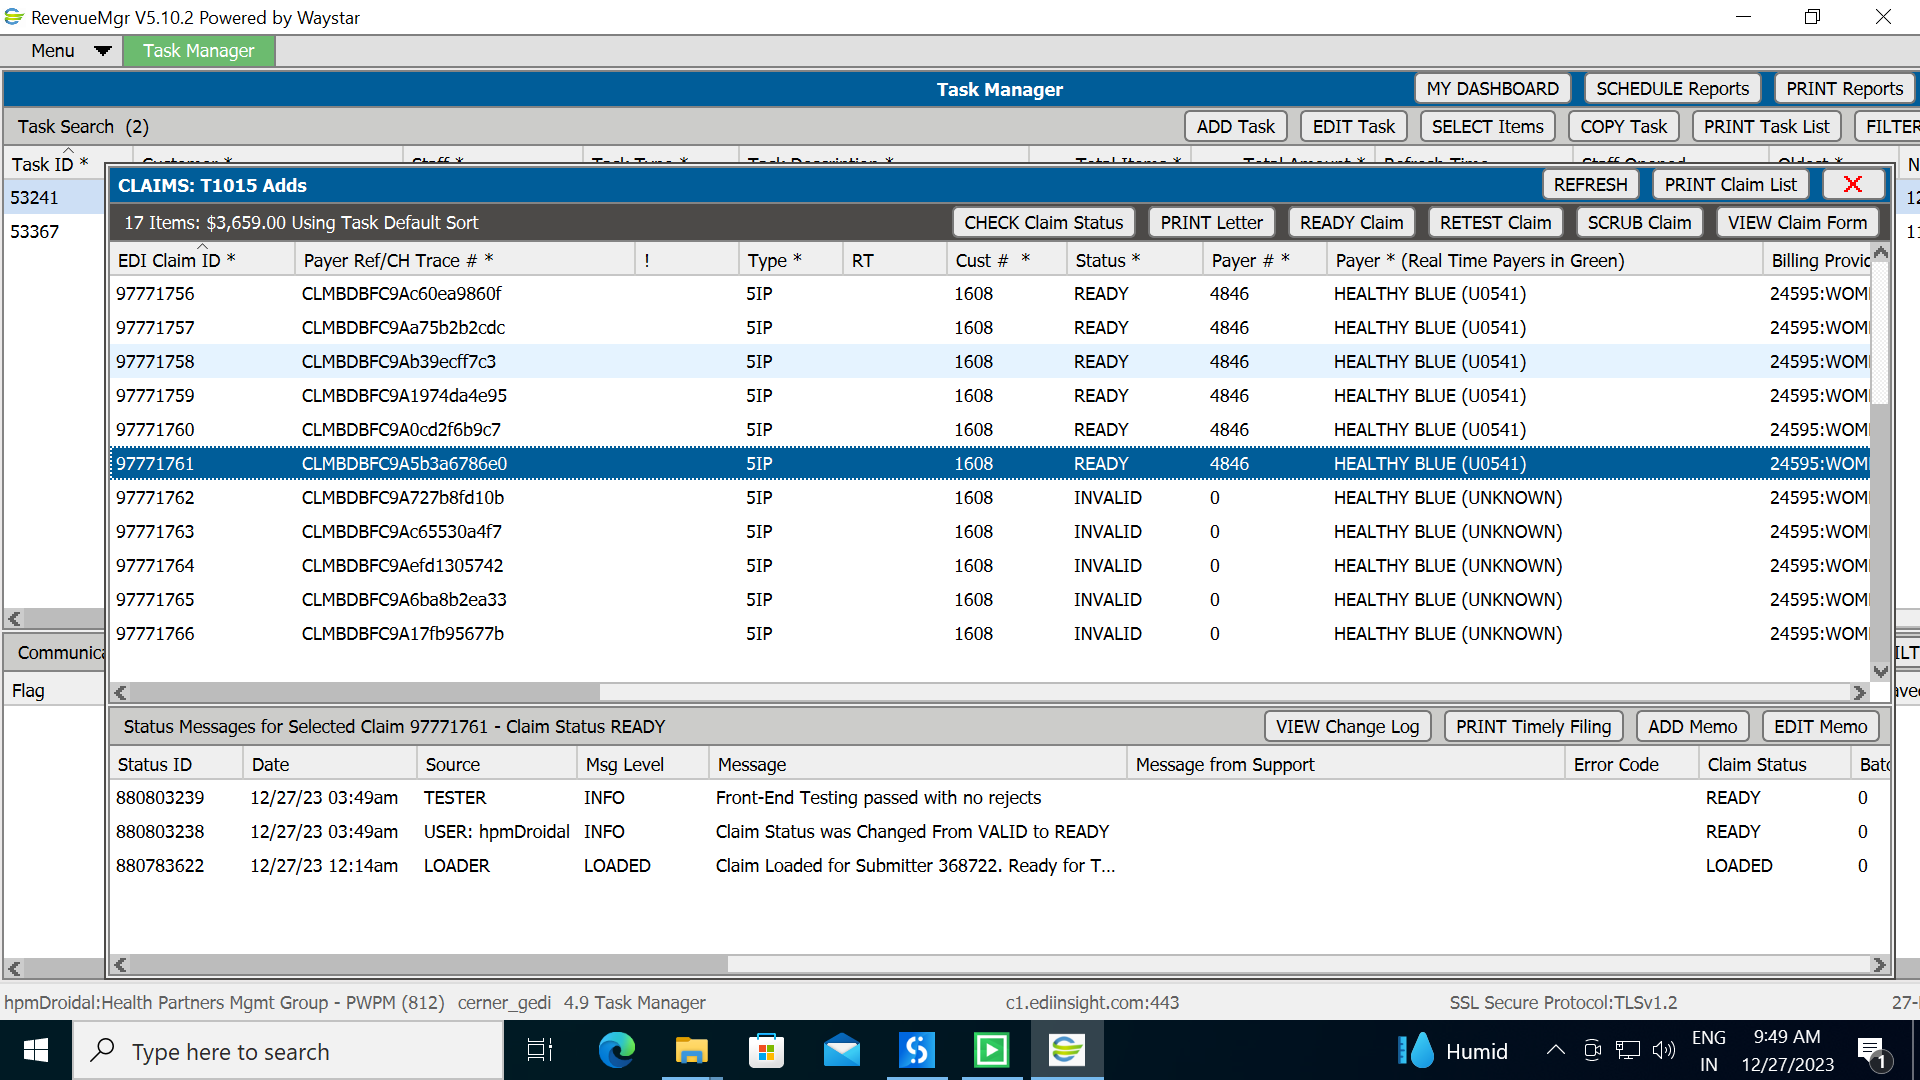 RevenueMgr V5.10.2 Powered by Waystar
Menu Task Manager
Task Manager MY DASHBOARD SCHEDULE Reports PRINT Reports
Task Search (2) ADD Task EDIT Task SELECT Items COPY Task PRINT Task List FILTER
Task ID * Customer * Staff * Task Type * Task Description * Total Items * Total Amount * Refresh Time Staff Opened Oldest * N
53241
53367
CLAIMS: T1015 Adds REFRESH PRINT Claim List X
17 Items: $3,659.00 Using Task Default Sort CHECK Claim Status PRINT Letter READY Claim RETEST Claim SCRUB Claim VIEW Claim Form
EDI Claim ID * Payer Ref/CH Trace # * ! Type * RT Cust # * Status * Payer # * Payer * (Real Time Payers in Green) Billing Provid
97771756 CLMBDBFC9Ac60ea9860f 5IP 1608 READY 4846 HEALTHY BLUE (U0541) 24595:WOM
97771757 CLMBDBFC9Aa75b2b2cdc 5IP 1608 READY 4846 HEALTHY BLUE (U0541) 24595:WOM
97771758 CLMBDBFC9Ab39ecff7c3 5IP 1608 READY 4846 HEALTHY BLUE (U0541) 24595:WOM
97771759 CLMBDBFC9A1974da4e95 5IP 1608 READY 4846 HEALTHY BLUE (U0541) 24595:WOM
97771760 CLMBDBFC9A0cd2f6b9c7 5IP 1608 READY 4846 HEALTHY BLUE (U0541) 24595:WOM
97771761 CLMBDBFC9A5b3a6786e0 5IP 1608 READY 4846 HEALTHY BLUE (U0541) 24595:WOM
97771762 CLMBDBFC9A727b8fd10b 5IP 1608 INVALID 0 HEALTHY BLUE (UNKNOWN) 24595:WOM
97771763 CLMBDBFC9Ac65530a4f7 5IP 1608 INVALID 0 HEALTHY BLUE (UNKNOWN) 24595:WOM
97771764 CLMBDBFC9Aefd1305742 5IP 1608 INVALID 0 HEALTHY BLUE (UNKNOWN) 24595:WOM
97771765 CLMBDBFC9A6ba8b2ea33 5IP 1608 INVALID 0 HEALTHY BLUE (UNKNOWN) 24595:WOM
97771766 CLMBDBFC9A17fb95677b 5IP 1608 INVALID 0 HEALTHY BLUE (UNKNOWN) 24595:WOM
Communica
Flag
Status Messages for Selected Claim 97771761 - Claim Status READY VIEW Change Log PRINT Timely Filing ADD Memo EDIT Memo
Status ID Date Source Msg Level Message Message from Support Error Code Claim Status Batc
880803239 12/27/23 03:49am TESTER INFO Front-End Testing passed with no rejects READY 0
880803238 12/27/23 03:49am USER: hpmDroidal INFO Claim Status was Changed From VALID to READY READY 0
880783622 12/27/23 12:14am LOADER LOADED Claim Loaded for Submitter 368722. Ready for T... LOADED 0
hpmDroidal:Health Partners Mgmt Group - PWPM (812) cerner_gedi 4.9 Task Manager c1.ediinsight.com:443 SSL Secure Protocol:TLSv1.2 27-
Type here to search Humid ENG IN 9:49 AM 12/27/2023 1